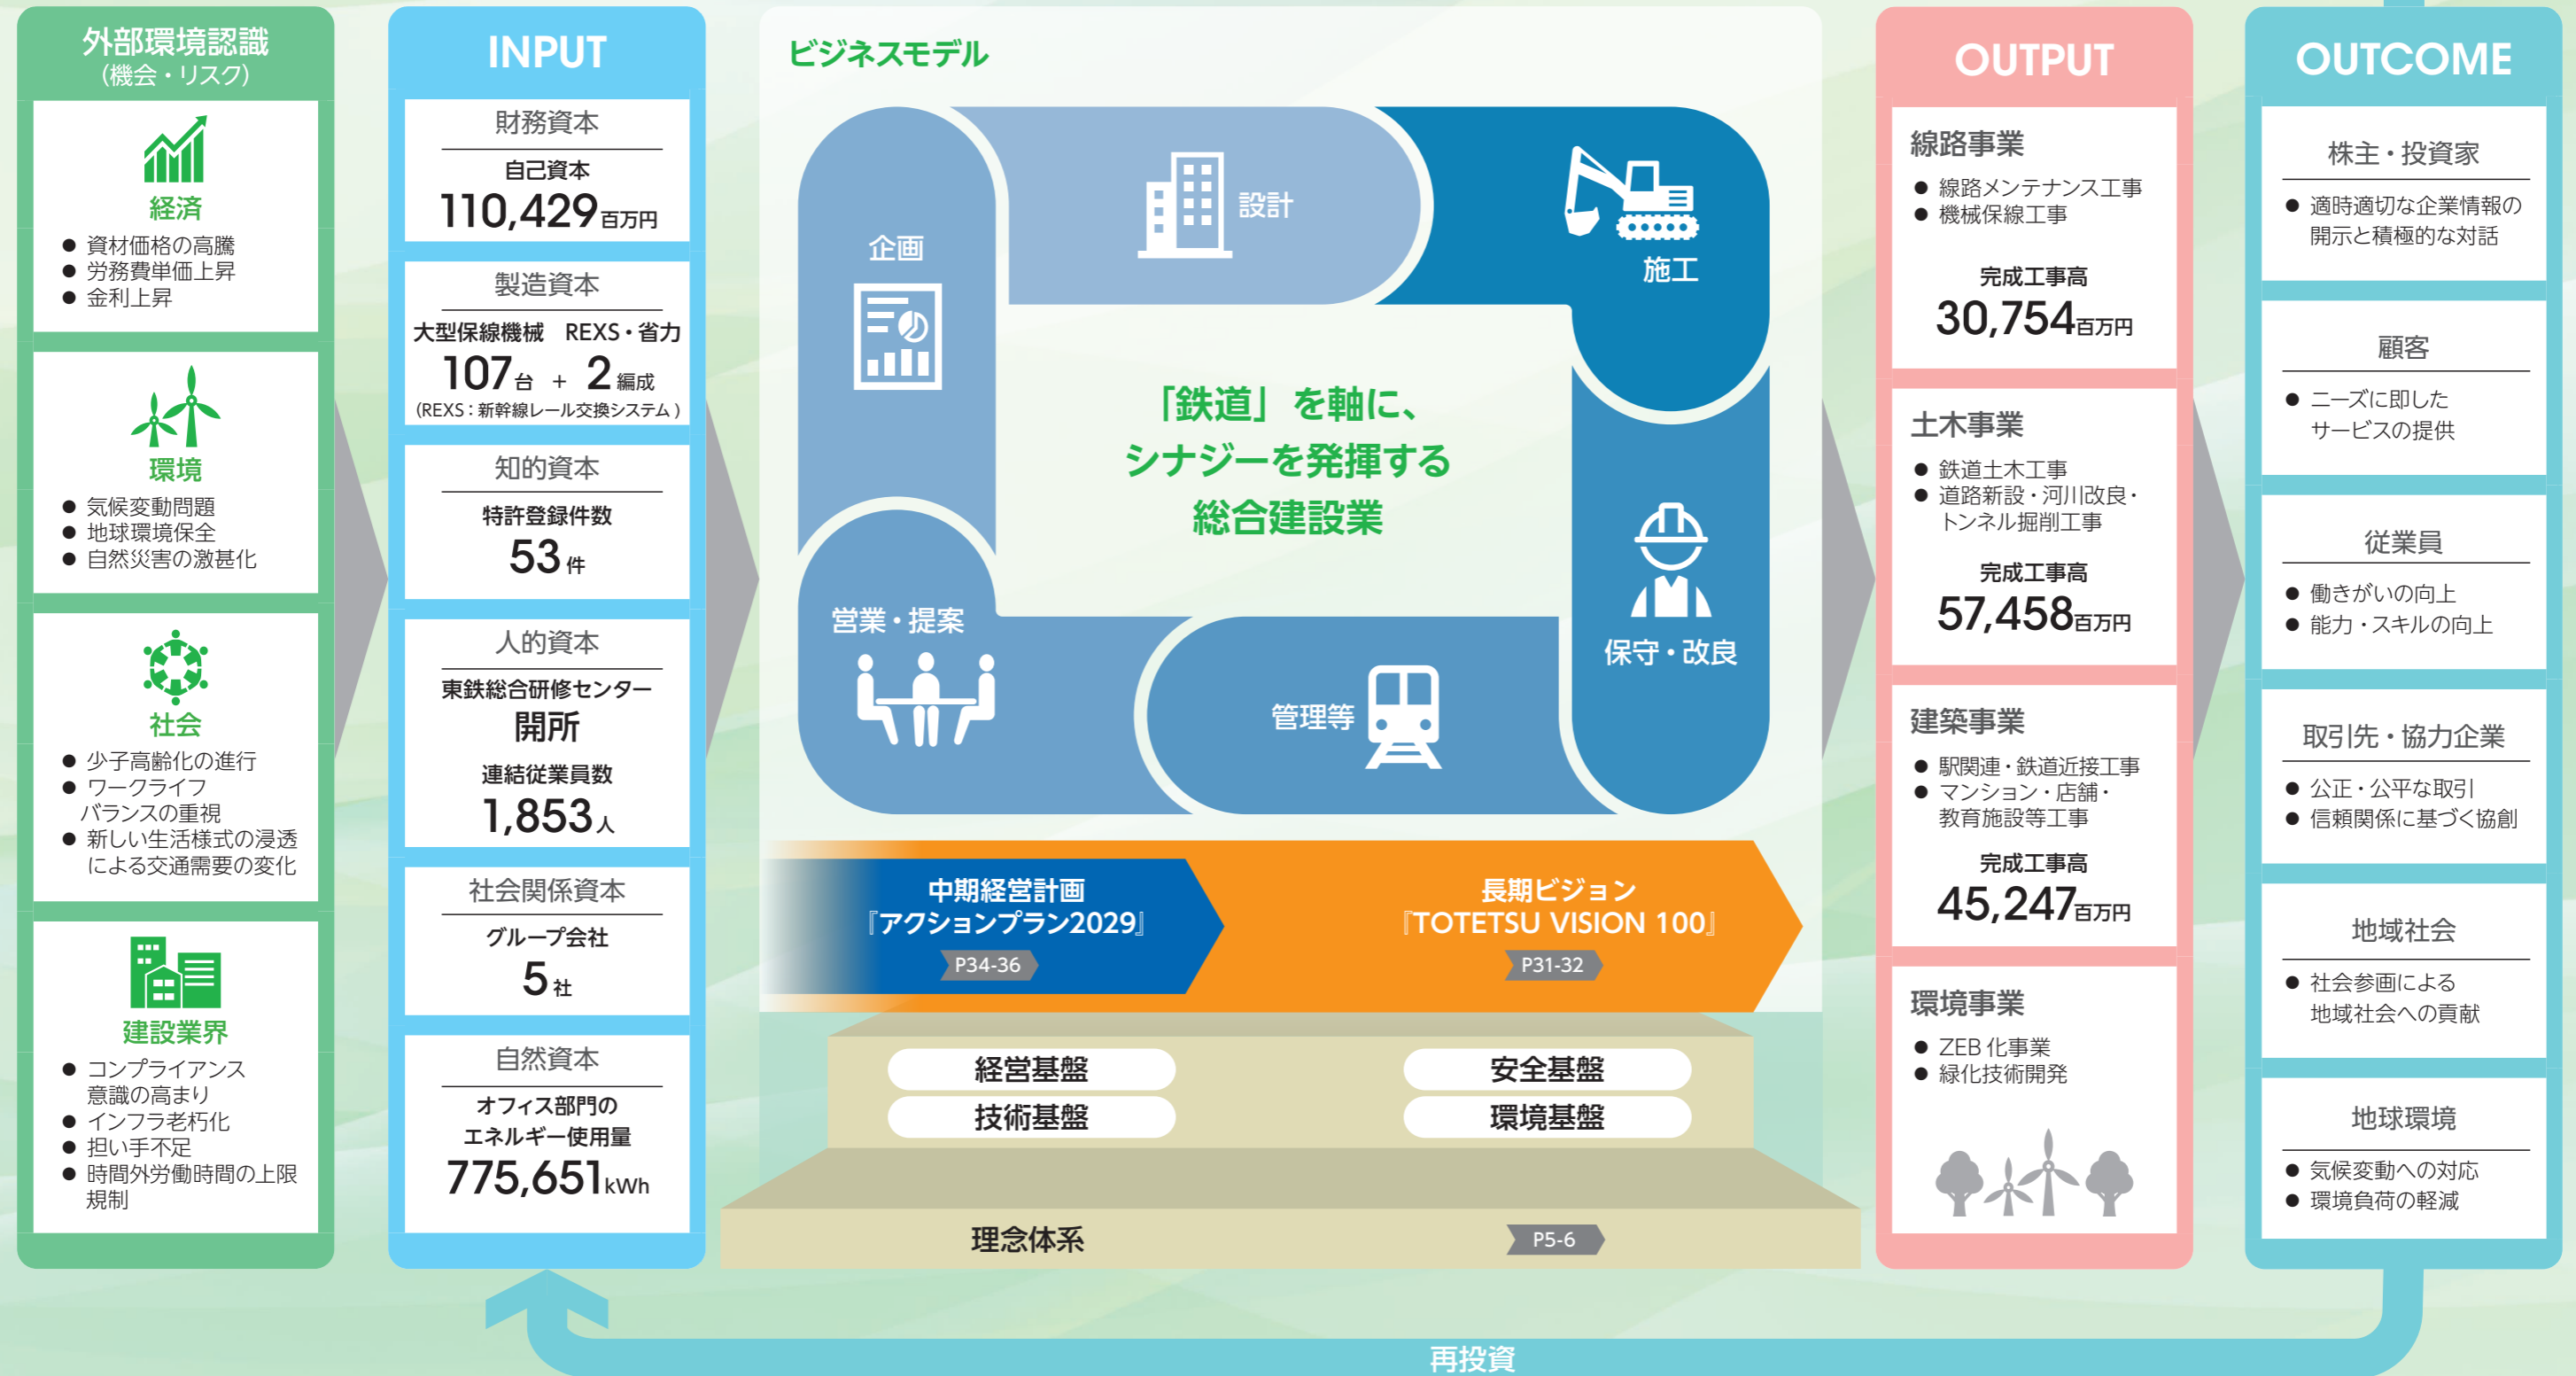 外部環境認識
(機会・リスク)
経済
● 資材価格の高騰
● 労務費単価上昇
● 金利上昇
環境
● 気候変動問題
● 地球環境保全
● 自然災害の激甚化
社会
● 少子高齢化の進行
● ワークライフ
バランスの重視
● 新しい生活様式の浸透
による交通需要の変化
建設業界
● コンプライアンス
意識の高まり
● インフラ老朽化
● 担い手不足
● 時間外労働時間の上限
規制
INPUT
財務資本
自己資本
110,429百万円
製造資本
大型保線機械 REXS・省力
107台 + 2編成
(REXS:新幹線レール交換システム)
知的資本
特許登録件数
53件
人的資本
東鉄総合研修センター
開所
連結従業員数
1,853人
社会関係資本
グループ会社
5社
自然資本
オフィス部門の
エネルギー使用量
775,651kWh
ビジネスモデル
企画
設計
施工
保守・改良
管理等
営業・提案
「鉄道」を軸に、
シナジーを発揮する
総合建設業
中期経営計画
『アクションプラン2029』
P34-36
長期ビジョン
『TOTETSU VISION 100』
P31-32
経営基盤
安全基盤
技術基盤
環境基盤
理念体系
P5-6
OUTPUT
線路事業
● 線路メンテナンス工事
● 機械保線工事
完成工事高
30,754百万円
土木事業
● 鉄道土木工事
● 道路新設・河川改良・
トンネル掘削工事
完成工事高
57,458百万円
建築事業
● 駅関連・鉄道近接工事
● マンション・店舗・
教育施設等工事
完成工事高
45,247百万円
環境事業
● ZEB化事業
● 緑化技術開発
OUTCOME
株主・投資家
● 適時適切な企業情報の
開示と積極的な対話
顧客
● ニーズに即した
サービスの提供
従業員
● 働きがいの向上
● 能力・スキルの向上
取引先・協力企業
● 公正・公平な取引
● 信頼関係に基づく協創
地域社会
● 社会参画による
地域社会への貢献
地球環境
● 気候変動への対応
● 環境負荷の軽減
再投資